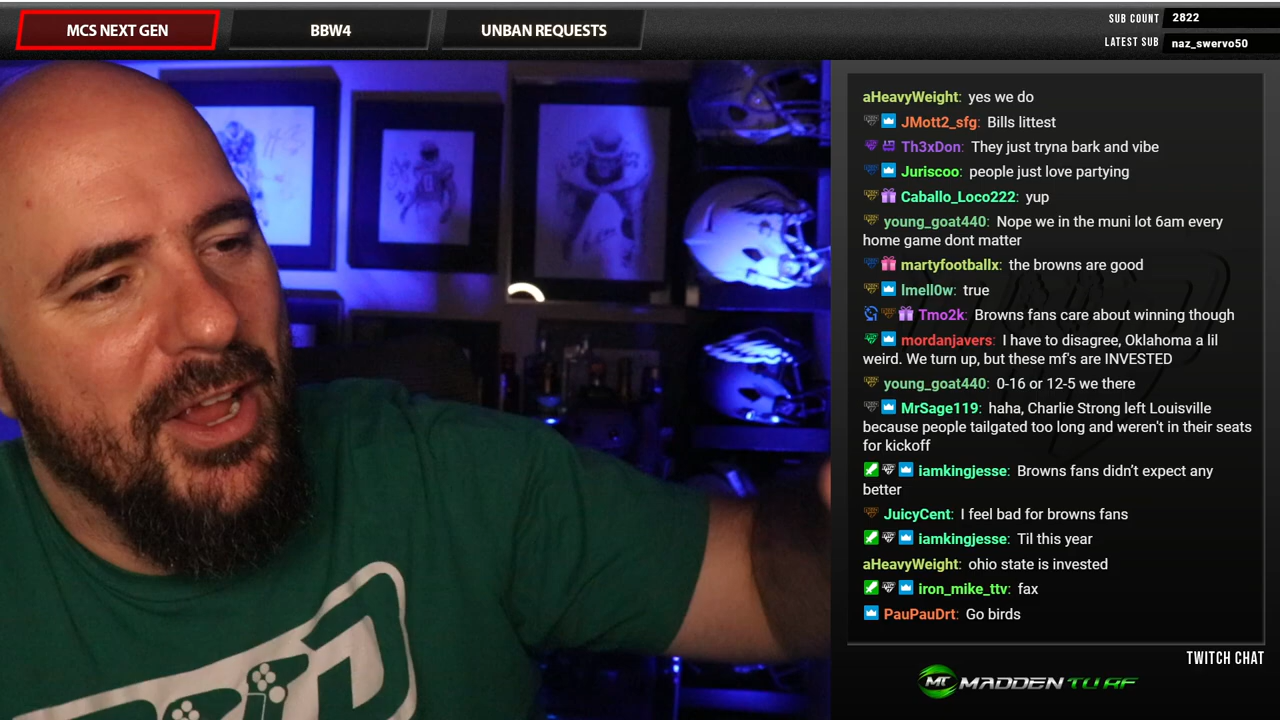 MCS NEXT GEN
BBW4
UNBAN REQUESTS
SUB COUNT 2822
LATEST SUB naz_swervo50
aHeavyWeight: yes we do
JMott2_sfg: Bills littest
Th3xDon: They just tryna bark and vibe
Juriscoo: people just love partying
Caballo_Loco222: yup
young_goat440: Nope we in the muni lot 6am every
home game dont matter
martyfootballx: the browns are good
lmell0w: true
Tmo2k: Browns fans care about winning though
mordanjavers: I have to disagree, Oklahoma a lil
weird. We turn up, but these mf's are INVESTED
young_goat440: 0-16 or 12-5 we there
MrSage119: haha, Charlie Strong left Louisville
because people tailgated too long and weren't in their seats
for kickoff
iamkingjesse: Browns fans didn’t expect any
better
JuicyCent: I feel bad for browns fans
iamkingjesse: Til this year
aHeavyWeight: ohio state is invested
iron_mike_ttv: fax
PauPauDrt: Go birds
TWITCH CHAT
MT MADDEN TURF